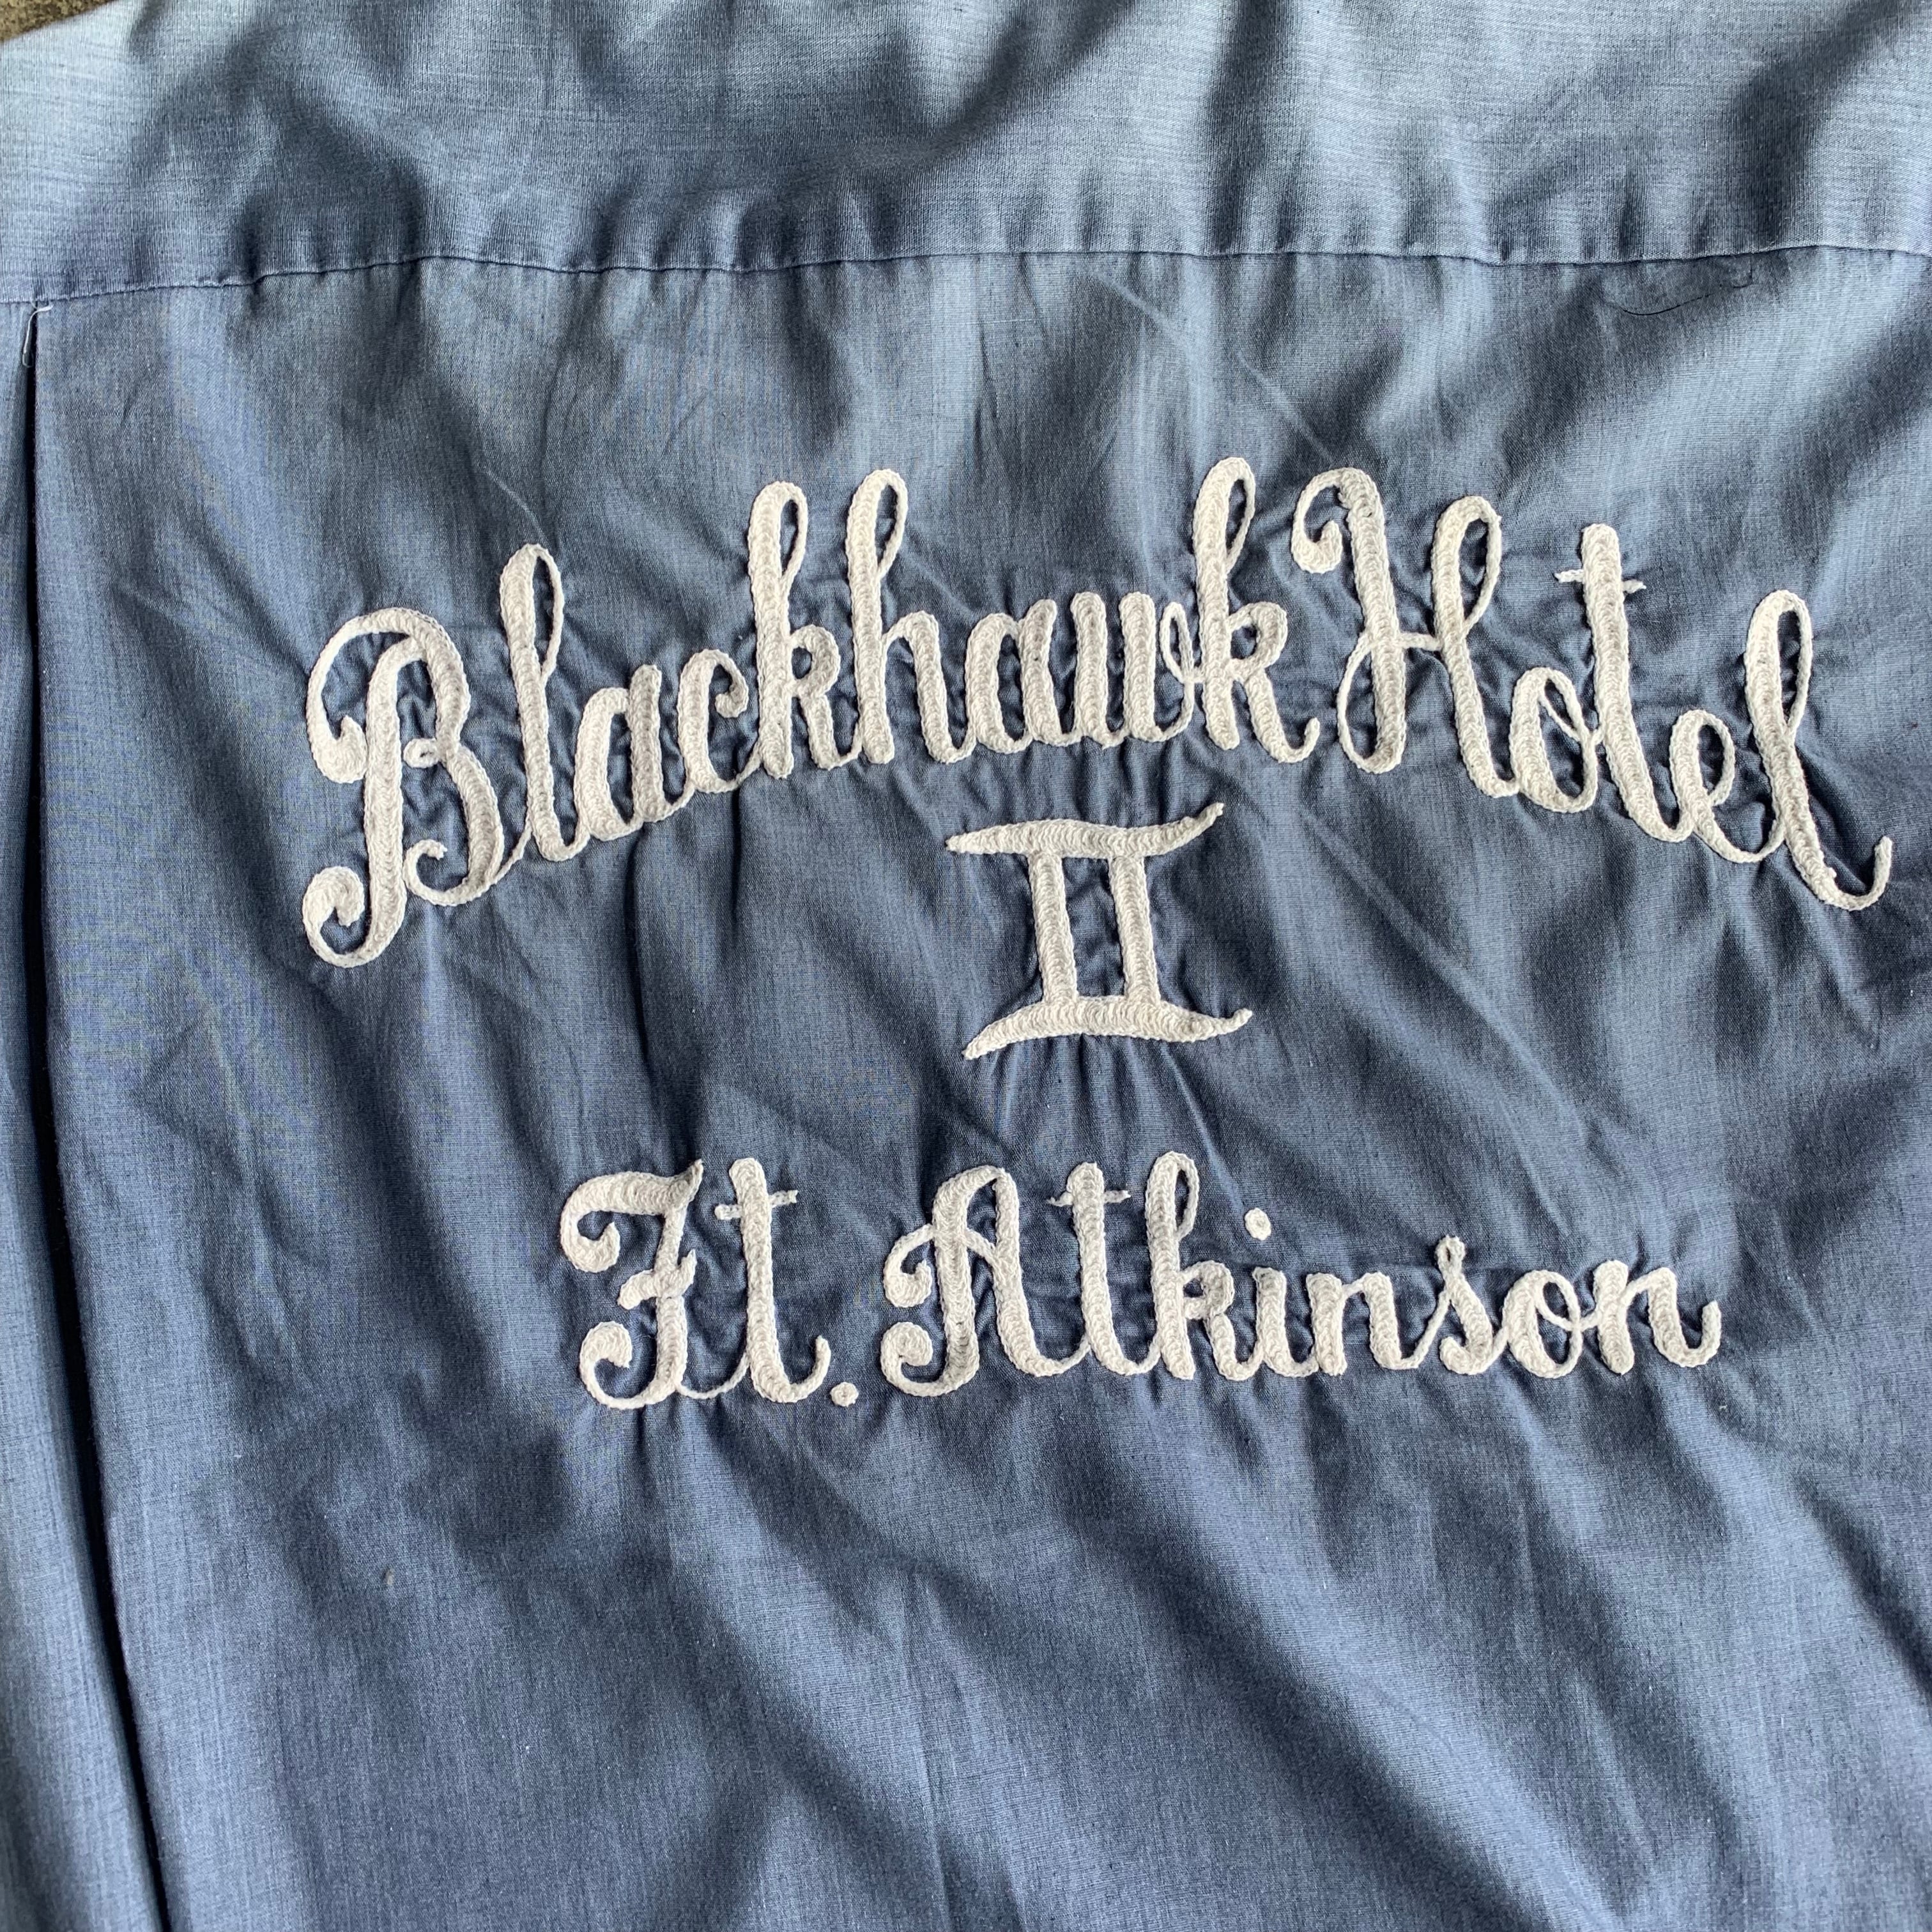 Blackhawk Hotel
II
Ft. Atkinson